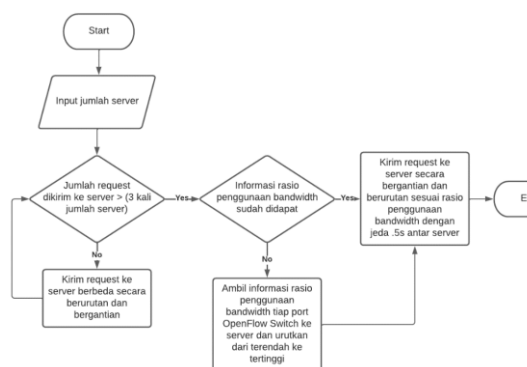 Start
Input jumlah server
Jumlah request
dikirim ke server > (3 kali
jumlah server)
Yes
Informasi rasio
penggunaan bandwidth
sudah didapat
Yes
Kirim request ke
server secara
bergantian dan
berurutan sesuai rasio
penggunaan
bandwidth dengan
jeda .5s antar server
E
No
Kirim request ke
server berbeda secara
berurutan dan
bergantian
No
Ambil informasi rasio
penggunaan
bandwidth tiap port
OpenFlow Switch ke
server dan urutkan
dari terendah ke
tertinggi